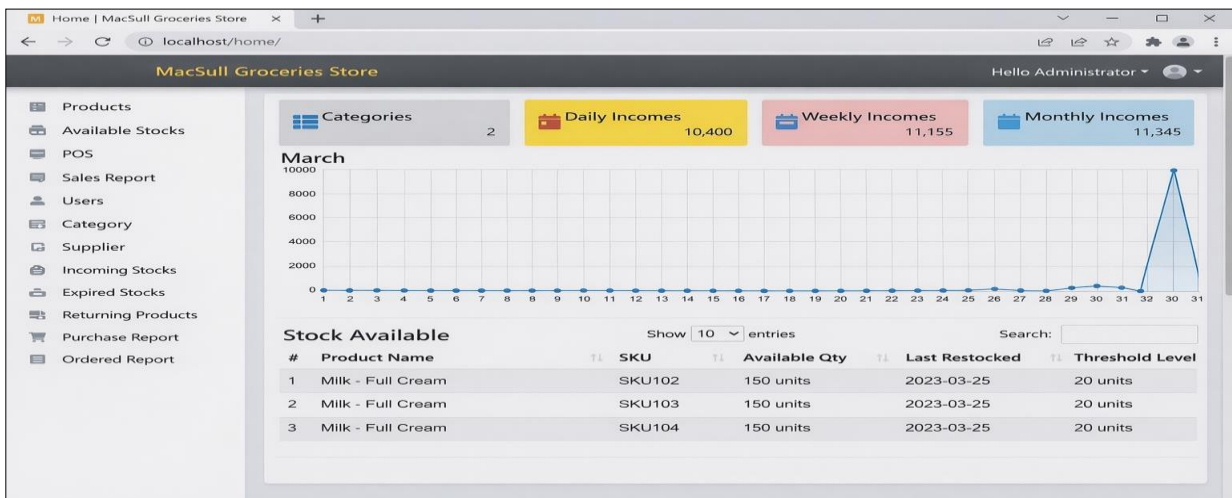 M Home | MacSull Groceries Store
localhost/home/
MacSull Groceries Store
Hello Administrator
Products
Available Stocks
POS
Sales Report
Users
Category
Supplier
Incoming Stocks
Expired Stocks
Returning Products
Purchase Report
Ordered Report
Categories
2
Daily Incomes
10,400
Weekly Incomes
11,155
Monthly Incomes
11,345
March
10000
8000
6000
4000
2000
0
1 2 3 4 5 6 7 8 8 9 10 11 12 13 14 15 16 17 18 19 20 21 22 23 24 25 26 27 28 29 30 31 32 30 31
Stock Available Show 10 entries Search:
# Product Name SKU Available Qty Last Restocked Threshold Level
1 Milk - Full Cream SKU102 150 units 2023-03-25 20 units
2 Milk - Full Cream SKU103 150 units 2023-03-25 20 units
3 Milk - Full Cream SKU104 150 units 2023-03-25 20 units